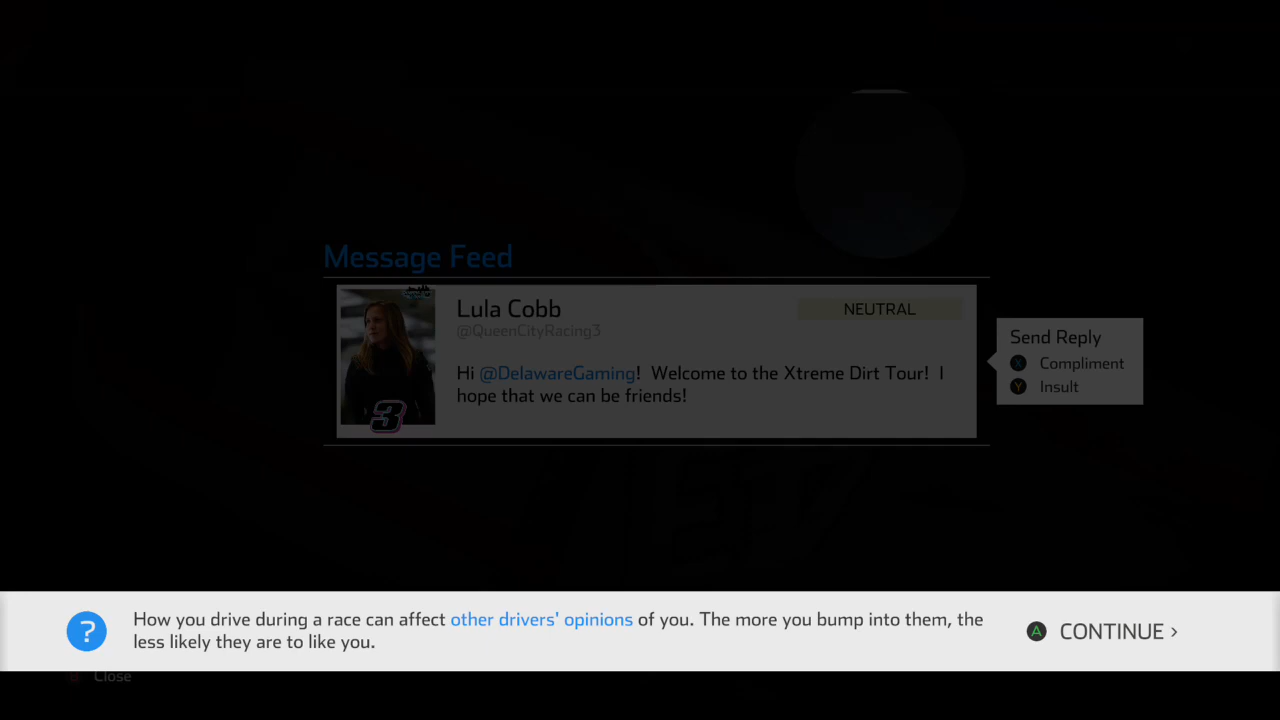 Message Feed
Lula Cobb
NEUTRAL
@QueenCityRacing3
Hi @DelawareGaming! Welcome to the Xtreme Dirt Tour! I
hope that we can be friends!
3
Send Reply
X Compliment
Y Insult
? How you drive during a race can affect other drivers' opinions of you. The more you bump into them, the
less likely they are to like you.
A CONTINUE >
B Close